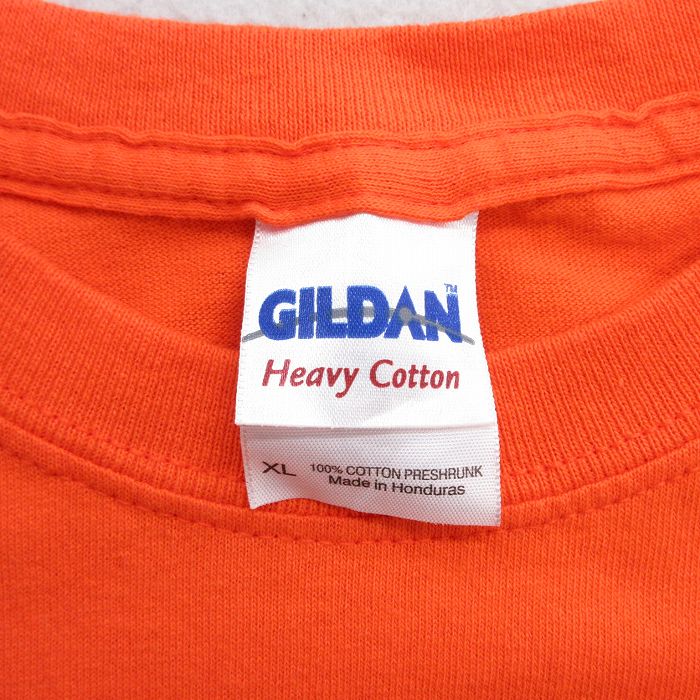 GILDAN™
Heavy Cotton
XL 100% COTTON PRESHRUNK
Made in Honduras